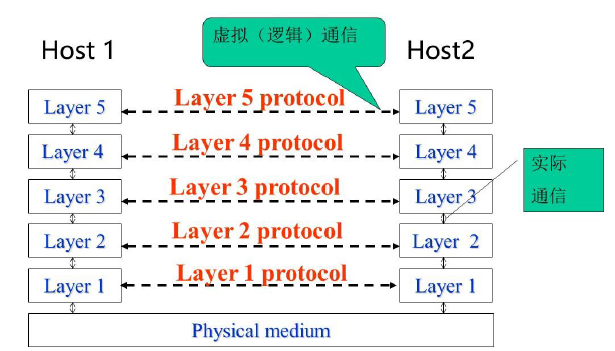 Host 1
虚拟（逻辑）通信
Host2
Layer 5
Layer 5 protocol
Layer 5
Layer 4
Layer 4 protocol
Layer 4
实际
通信
Layer 3
Layer 3 protocol
Layer 3
Layer 2
Layer 2 protocol
Layer 2
Layer 1
Layer 1 protocol
Layer 1
Physical medium